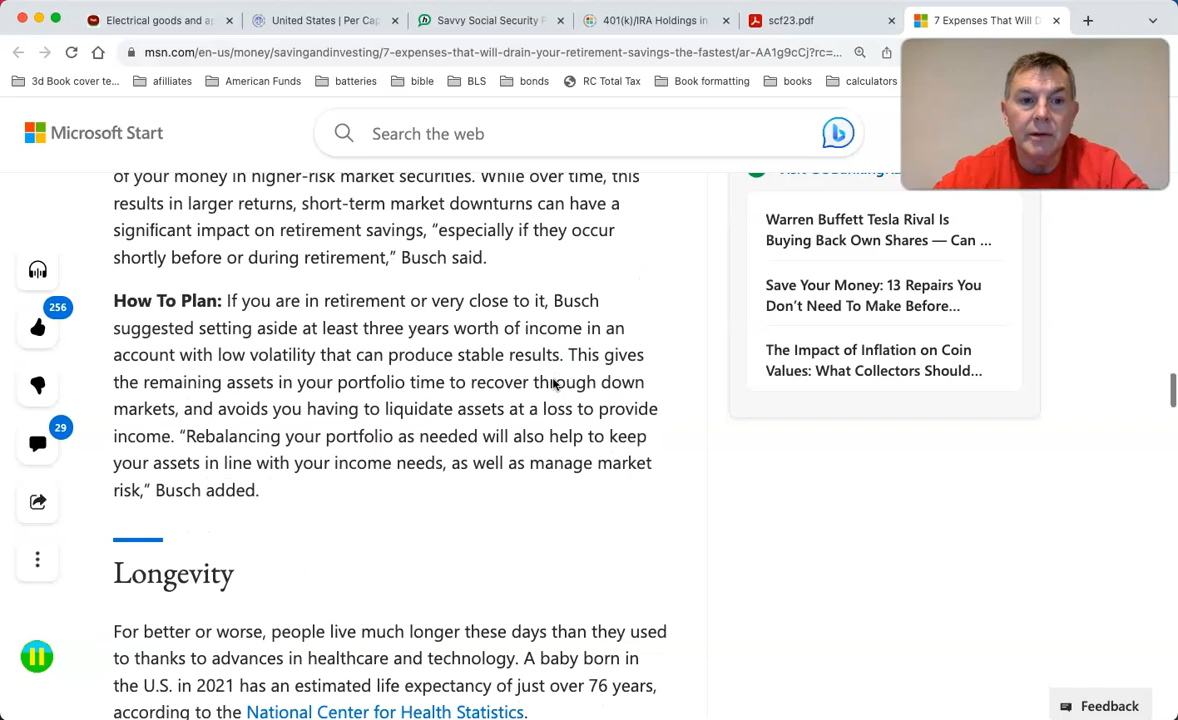 Electrical goods and ap
United States | Per Cap
Savvy Social Security F
401(k)/IRA Holdings in
scf23.pdf
7 Expenses That Will D
msn.com/en-us/money/savingandinvesting/7-expenses-that-will-drain-your-retirement-savings-the-fastest/ar-AA1g9cCj?rc=...
3d Book cover te...
afilliates
American Funds
batteries
bible
BLS
bonds
RC Total Tax
Book formatting
books
calculators
Microsoft Start
Search the web
of your money in higher-risk market securities. While over time, this
results in larger returns, short-term market downturns can have a
significant impact on retirement savings, “especially if they occur
shortly before or during retirement,” Busch said.
How To Plan: If you are in retirement or very close to it, Busch
suggested setting aside at least three years worth of income in an
account with low volatility that can produce stable results. This gives
the remaining assets in your portfolio time to recover through down
markets, and avoids you having to liquidate assets at a loss to provide
income. “Rebalancing your portfolio as needed will also help to keep
your assets in line with your income needs, as well as manage market
risk,” Busch added.
Longevity
For better or worse, people live much longer these days than they used
to thanks to advances in healthcare and technology. A baby born in
the U.S. in 2021 has an estimated life expectancy of just over 76 years,
according to the National Center for Health Statistics.
256
29
Warren Buffett Tesla Rival Is
Buying Back Own Shares — Can ...
Save Your Money: 13 Repairs You
Don’t Need To Make Before...
The Impact of Inflation on Coin
Values: What Collectors Should...
Feedback